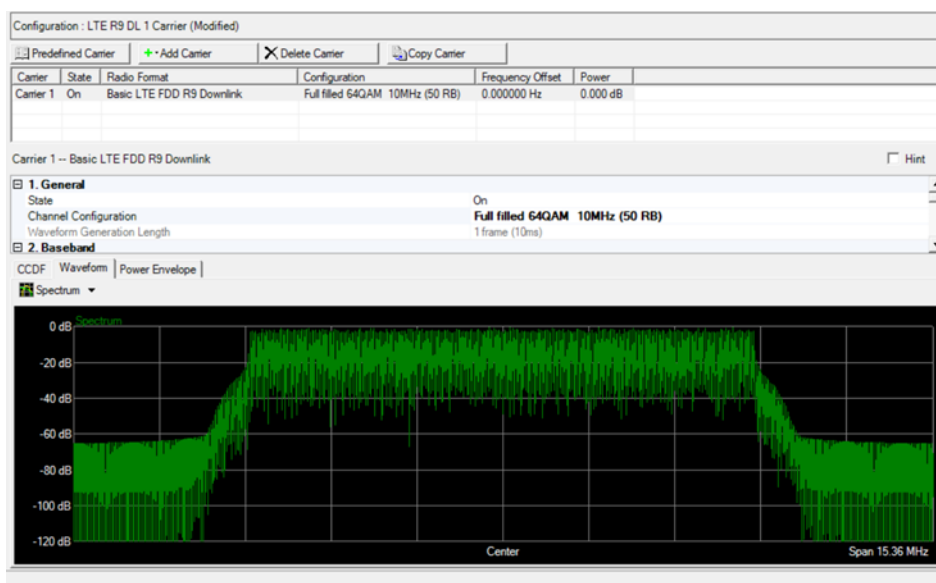 Configuration : LTE R9 DL 1 Carrier (Modified)
Predefined Carrier Add Carrier Delete Carrier Copy Carrier
Carrier State Radio Format Configuration Frequency Offset Power
Carrier 1 On Basic LTE FDD R9 Downlink Full filled 64QAM 10MHz (50 RB) 0.000000 Hz 0.000 dB
Carrier 1 -- Basic LTE FDD R9 Downlink Hint
1. General
State On
Channel Configuration Full filled 64QAM 10MHz (50 RB)
Waveform Generation Length 1 frame (10ms)
2. Baseband
CCDF Waveform Power Envelope
Spectrum
0 dB Spectrum
-20 dB
-40 dB
-60 dB
-80 dB
-100 dB
-120 dB
Center Span 15.36 MHz